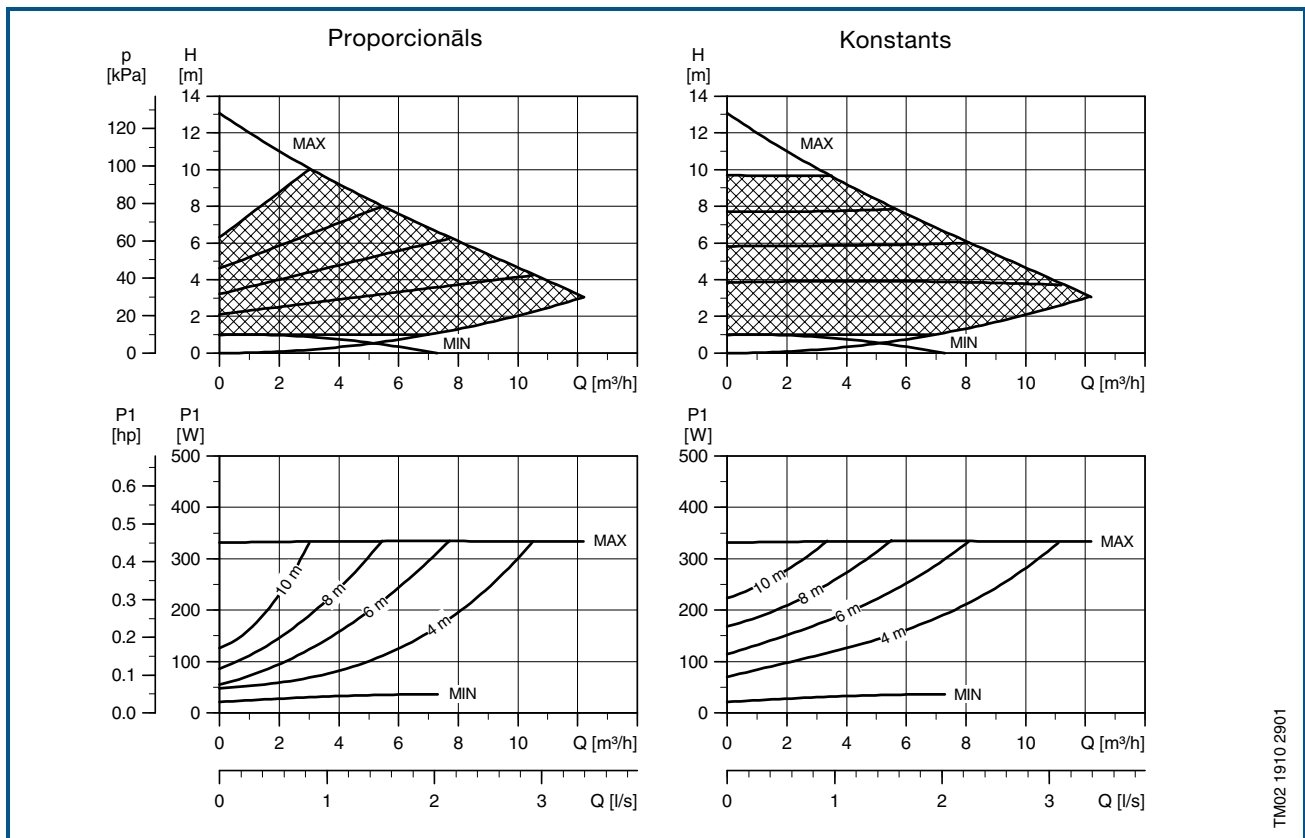 Proporcionāls
Konstants
p
[kPa]
H
[m]
H
[m]
14
12
10
8
6
4
2
0
120
100
80
60
40
20
0
MAX
MIN
0 2 4 6 8 10 Q [m³/h]
14
12
10
8
6
4
2
0
MAX
MIN
0 2 4 6 8 10 Q [m³/h]
P1
[hp]
P1
[W]
P1
[W]
0.6
0.5
0.4
0.3
0.2
0.1
0.0
500
400
300
200
100
0
10 m
8 m
6 m
4 m
MAX
MIN
0 2 4 6 8 10 Q [m³/h]
0 1 2 3 Q [l/s]
500
400
300
200
100
0
10 m
8 m
6 m
4 m
MAX
MIN
0 2 4 6 8 10 Q [m³/h]
0 1 2 3 Q [l/s]
TM02 1910 2901